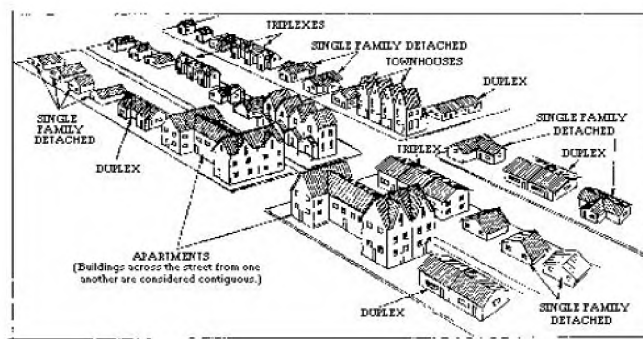 TRIPLEXES
SINGLE FAMILY DETACHED
TOWNHOUSES
DUPLEX
SINGLE FAMILY
DETACHED
DUPLEX
SINGLE
FAMILY
DETACHED
DUPLEX
TRIPLEX
APARTMENTS
(Buildings across the street from one
another are considered contiguous.)
DUPLEX
SINGLE FAMILY
DETACHED